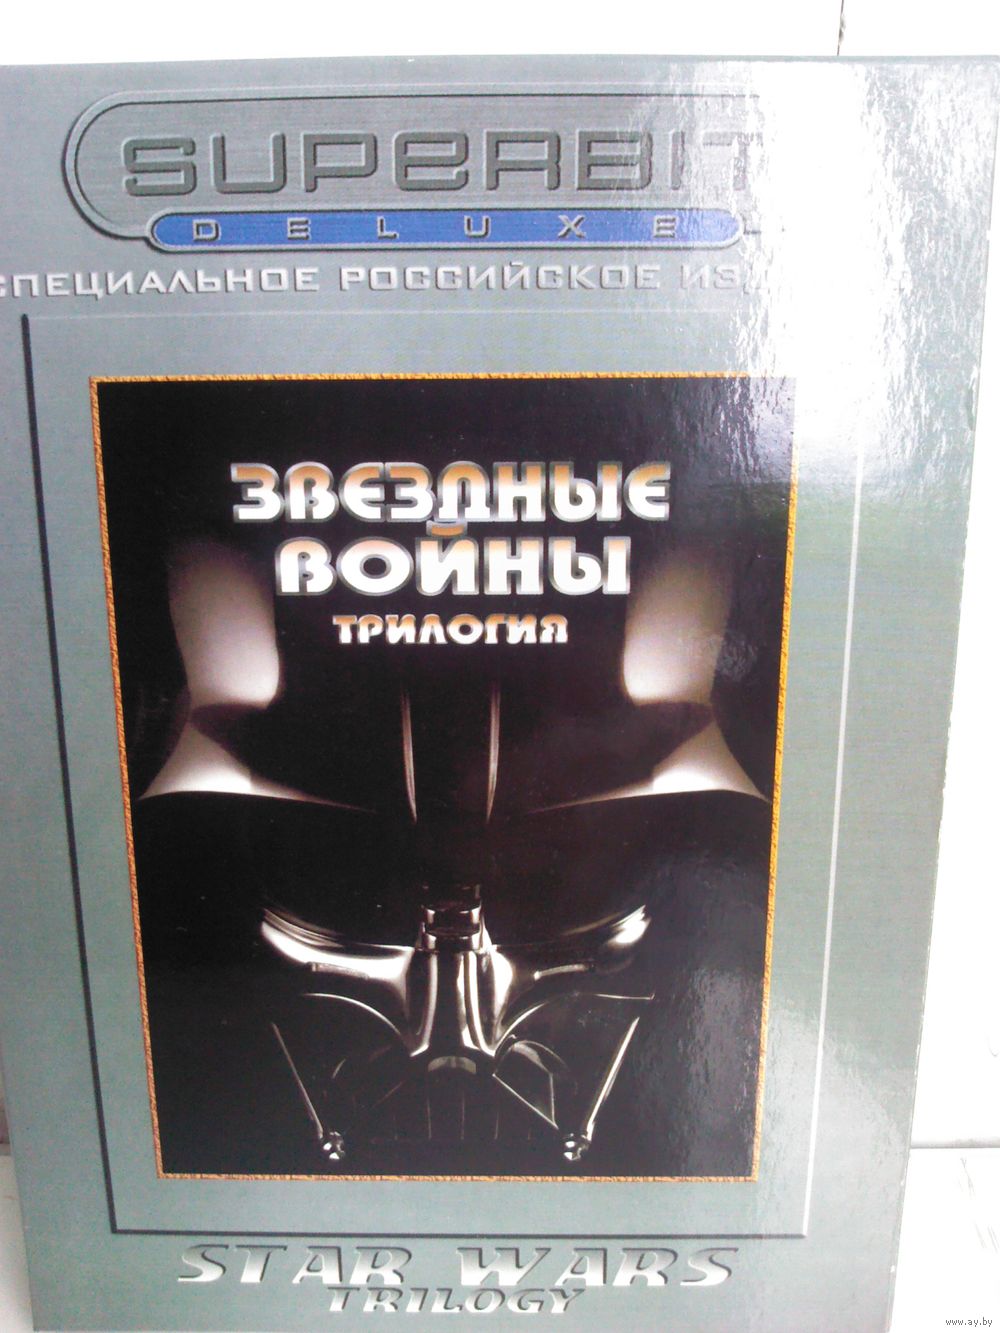 SUPERBIT
DELUXE
СПЕЦИАЛЬНОЕ РОССИЙСКОЕ
ЗВЕЗДНЫЕ
ВОЙНЫ
ТРИЛОГИЯ
STAR WARS
TRILOGY
www.ay.by